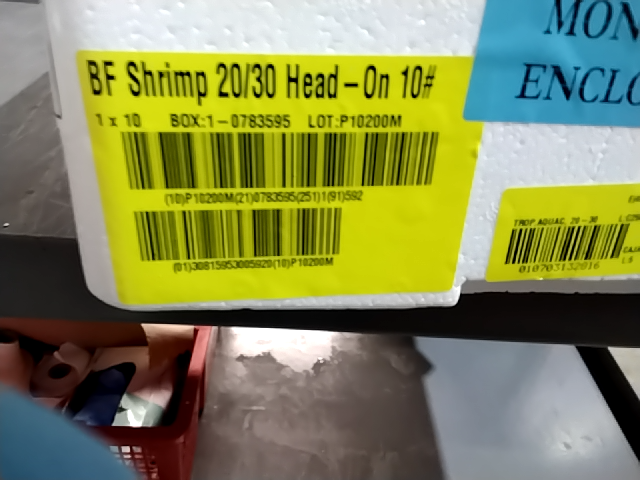 BF Shrimp 20/30 Head-On 10#
1 x 10 BOX:1-0783595 LOT:P10200M
(10)P10200M(21)0783595(251)1(91)592
(01)30815953005920(10)P10200M
MON
ENCLO
TROP. AQUAC. 20-30
010703132016